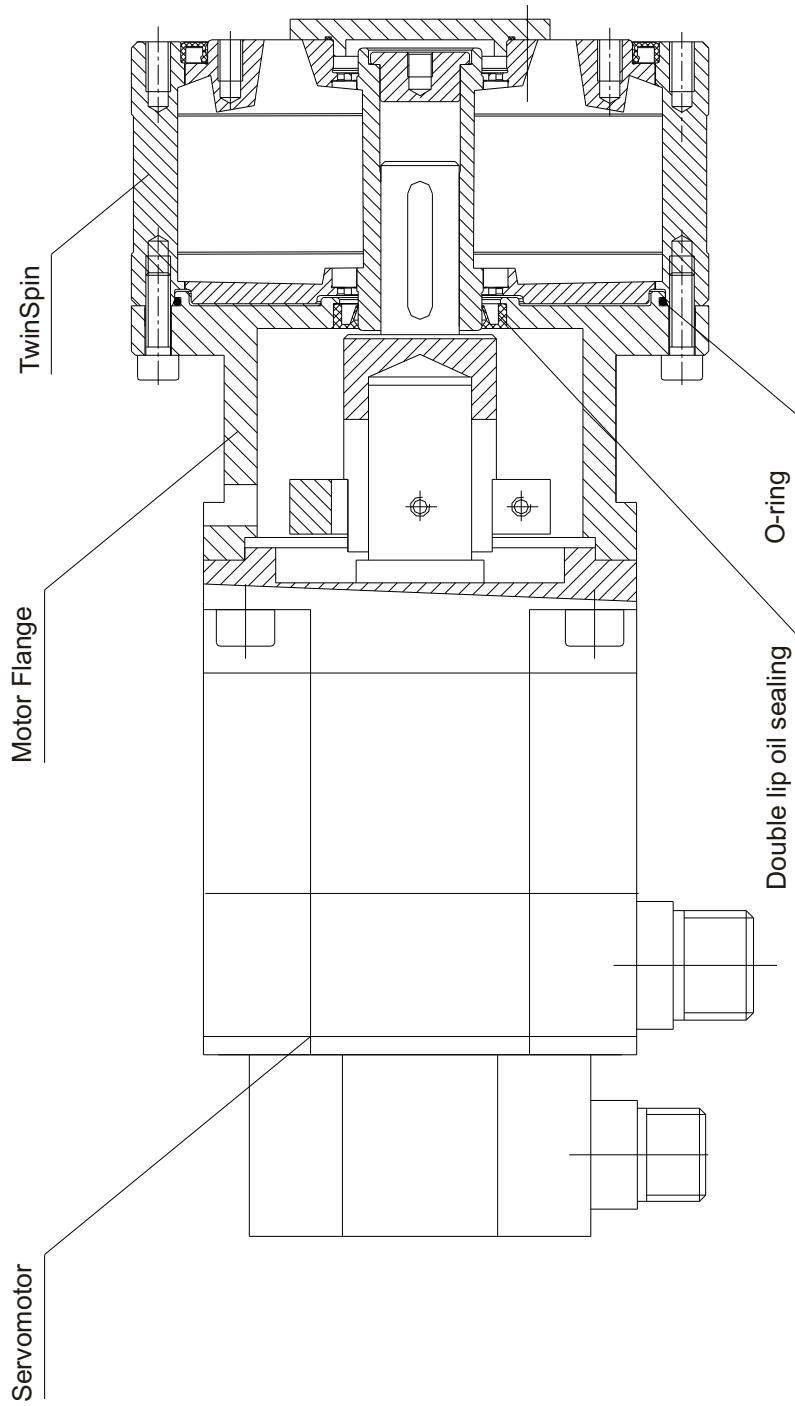 Servomotor
Motor Flange
TwinSpin
Double lip oil sealing
O-ring